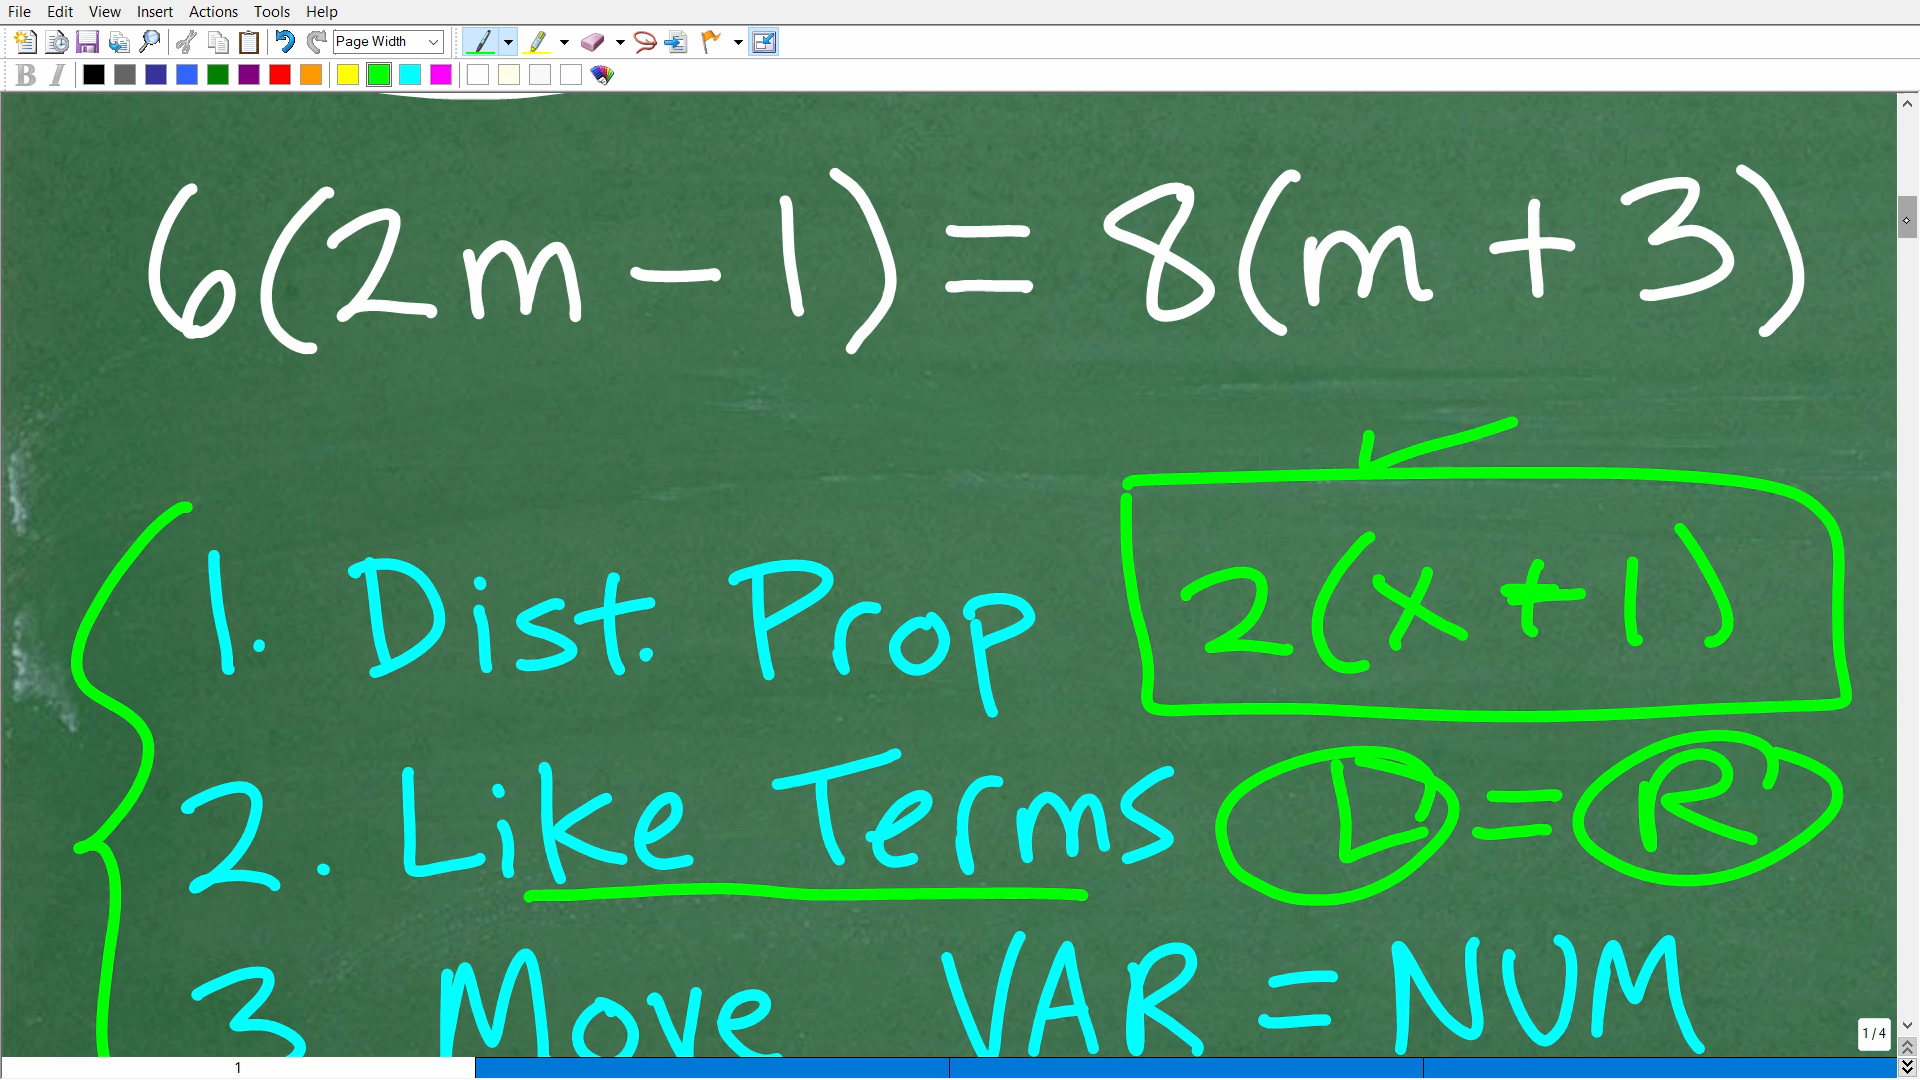 File Edit View Insert Actions Tools Help
Page Width
B I
6(2m - 1) = 8(m + 3)
1. Dist. Prop 2(x + 1)
2. Like Terms L = R
3 Move VAR = NUM
1 / 4
1